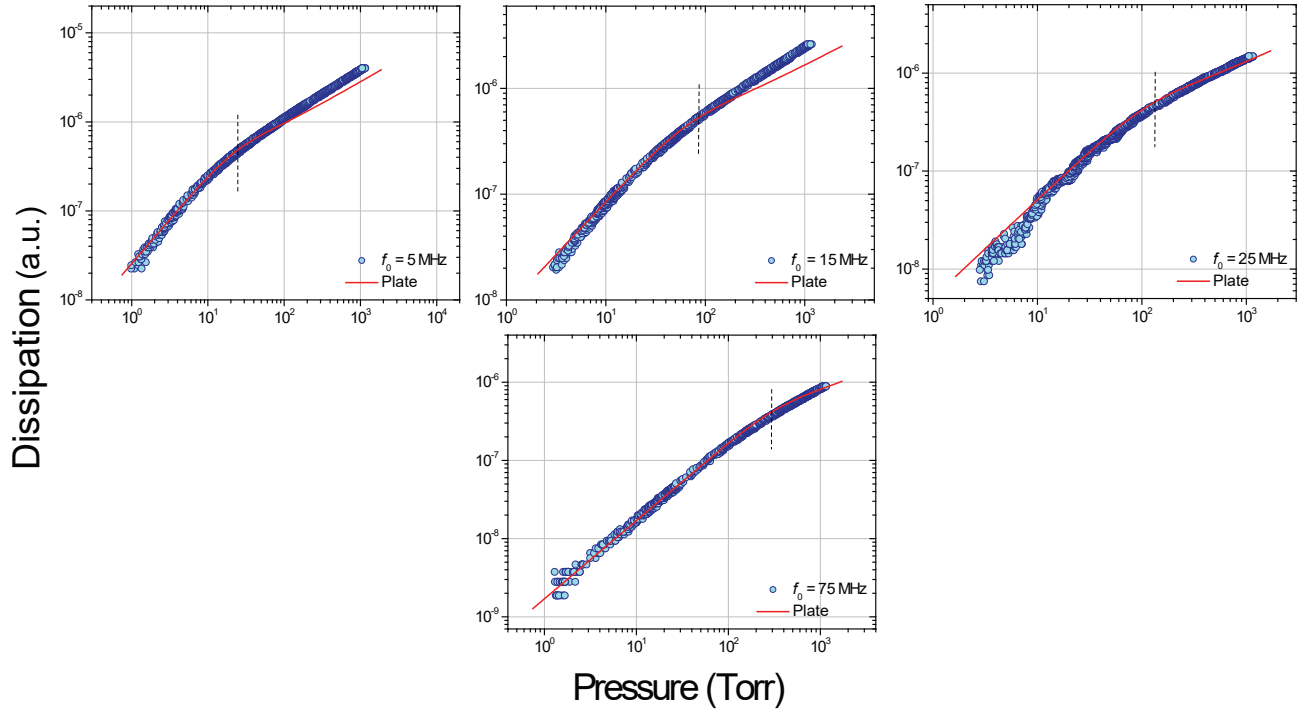 Dissipation (a.u.)
10⁻⁵
10⁻⁶
10⁻⁷
10⁻⁸
10⁰ 10¹ 10² 10³ 10⁴
f₀ = 5 MHz
Plate
10⁻⁶
10⁻⁷
10⁻⁸
10⁰ 10¹ 10² 10³
f₀ = 15 MHz
Plate
10⁻⁶
10⁻⁷
10⁻⁸
10⁰ 10¹ 10² 10³
f₀ = 25 MHz
Plate
10⁻⁶
10⁻⁷
10⁻⁸
10⁻⁹
10⁰ 10¹ 10² 10³
f₀ = 75 MHz
Plate
Pressure (Torr)